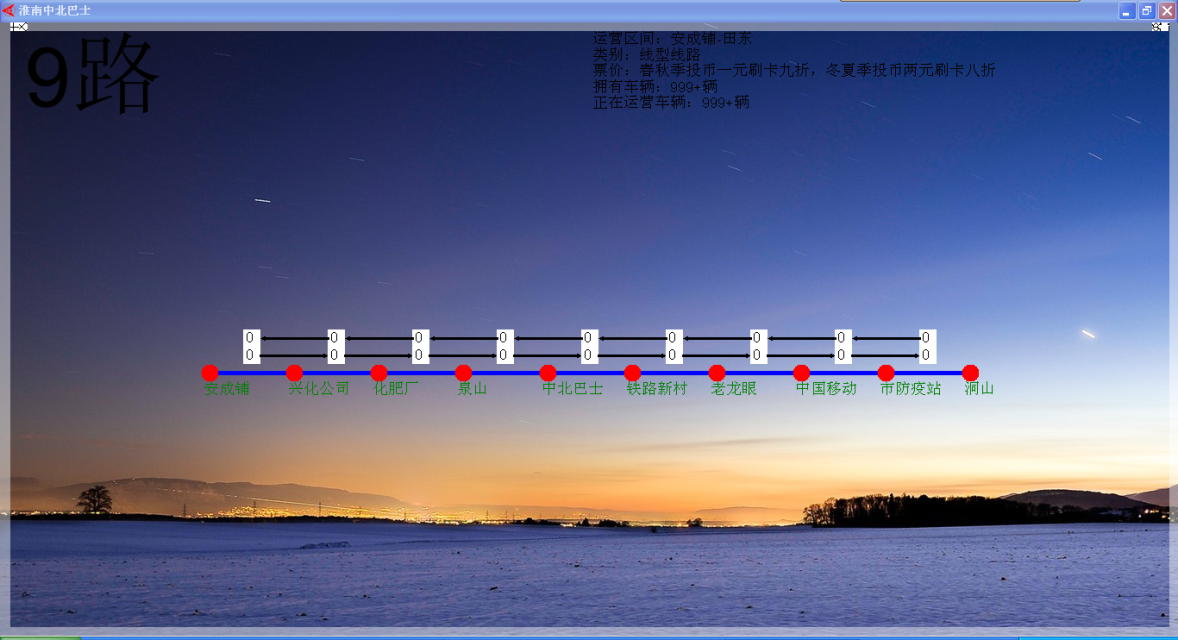 淮南中北巴士
9路
运营区间：安成铺-田东
类别：线型线路
票价：春秋季投币一元刷卡九折，冬夏季投币两元刷卡八折
拥有车辆：999+辆
正在运营车辆：999+辆
0 0 0 0 0 0 0 0 0
0 0 0 0 0 0 0 0 0
安成铺 兴化公司 化肥厂 泉山 中北巴士 铁路新村 老龙眼 中国移动 市防疫站 洞山